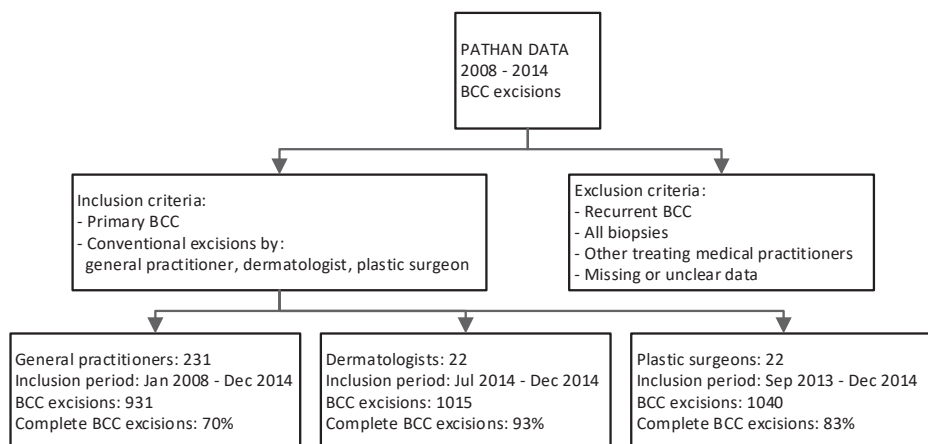 PATHAN DATA
2008 - 2014
BCC excisions
Inclusion criteria:
- Primary BCC
- Conventional excisions by:
general practitioner, dermatologist, plastic surgeon
Exclusion criteria:
- Recurrent BCC
- All biopsies
- Other treating medical practitioners
- Missing or unclear data
General practitioners: 231
Inclusion period: Jan 2008 - Dec 2014
BCC excisions: 931
Complete BCC excisions: 70%
Dermatologists: 22
Inclusion period: Jul 2014 - Dec 2014
BCC excisions: 1015
Complete BCC excisions: 93%
Plastic surgeons: 22
Inclusion period: Sep 2013 - Dec 2014
BCC excisions: 1040
Complete BCC excisions: 83%